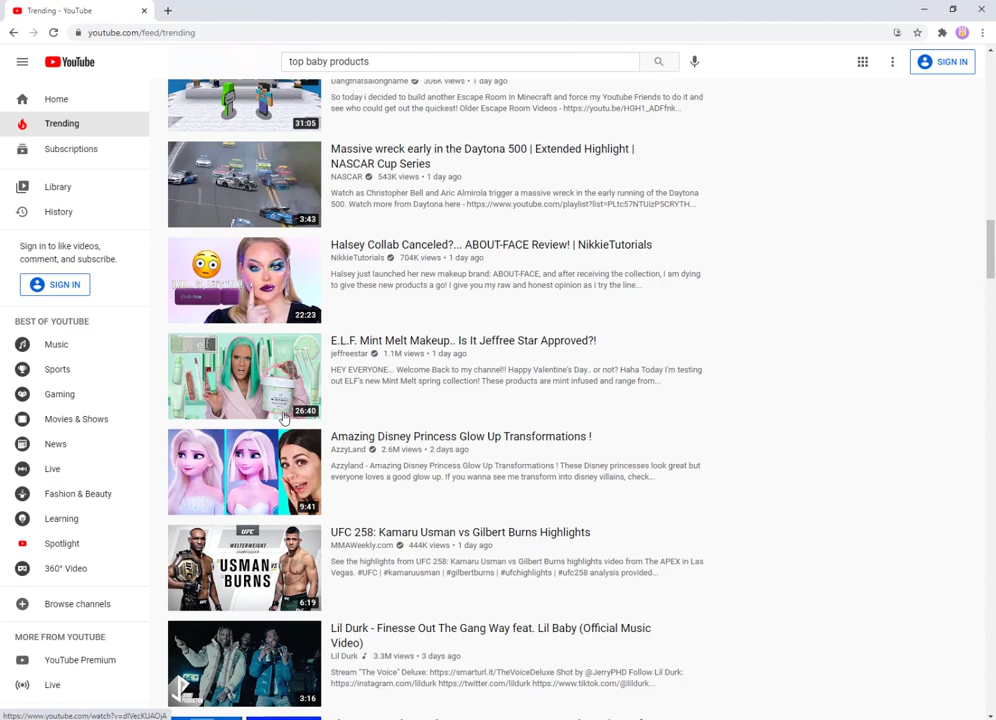 Trending - YouTube
youtube.com/feed/trending
YouTube
top baby products
SIGN IN
Home
Trending
Subscriptions
Library
History
Sign in to like videos,
comment, and subscribe.
SIGN IN
BEST OF YOUTUBE
Music
Sports
Gaming
Movies & Shows
News
Live
Fashion & Beauty
Learning
Spotlight
360° Video
Browse channels
MORE FROM YOUTUBE
YouTube Premium
Live
31:05
Dangthatsalongname 306K views • 1 day ago
So today i decided to build another Escape Room In Minecraft and force my Youtube Friends to do it and
see who could get out the quickest! Older Escape Room Videos - https://youtu.be/HGH1_ADFfnk...
3:43
Massive wreck early in the Daytona 500 | Extended Highlight |
NASCAR Cup Series
NASCAR 543K views • 1 day ago
Watch as Christopher Bell and Aric Almirola trigger a massive wreck in the early running of the Daytona
500. Watch more from Daytona here - https://www.youtube.com/playlist?list=PLtc57NTUizP5CRYTH...
22:23
Halsey Collab Canceled?... ABOUT-FACE Review! | NikkieTutorials
NikkieTutorials 704K views • 1 day ago
Halsey just launched her new makeup brand: ABOUT-FACE, and after receiving the collection, I am dying
to give these new products a go! I give you my raw and honest opinion as I try the line...
26:40
E.L.F. Mint Melt Makeup.. Is It Jeffree Star Approved?!
jeffreestar 1.1M views • 1 day ago
HEY EVERYONE... Welcome Back to my channel!! Happy Valentine's Day.. or not? Haha Today I'm testing
out ELF's new Mint Melt spring collection! These products are mint infused and range from...
9:41
Amazing Disney Princess Glow Up Transformations !
AzzyLand 2.6M views • 2 days ago
Azzyland - Amazing Disney Princess Glow Up Transformations ! These Disney princesses look great but
everyone loves a good glow up. If you wanna see me transform into disney villains, check...
UFC
WELTERWEIGHT
USMAN
VS
BURNS
6:19
UFC 258: Kamaru Usman vs Gilbert Burns Highlights
MMAWeekly.com 444K views • 1 day ago
See the highlights from UFC 258: Kamaru Usman vs Gilbert Burns highlights video from The APEX in Las
Vegas. #UFC | #kamaruusman | #gilbertburns | #ufchighlights | #ufc258 analysis provided...
3:16
Lil Durk - Finesse Out The Gang Way feat. Lil Baby (Official Music
Video)
Lil Durk 3.3M views • 3 days ago
Stream "The Voice" Deluxe: https://smarturl.it/TheVoiceDeluxe Shot by @JerryPHD Follow Lil Durk:
https://instagram.com/lildurk https://twitter.com/lildurk https://www.tiktok.com/@lildurk...
https://www.youtube.com/watch?v=dIVecKUAOjA